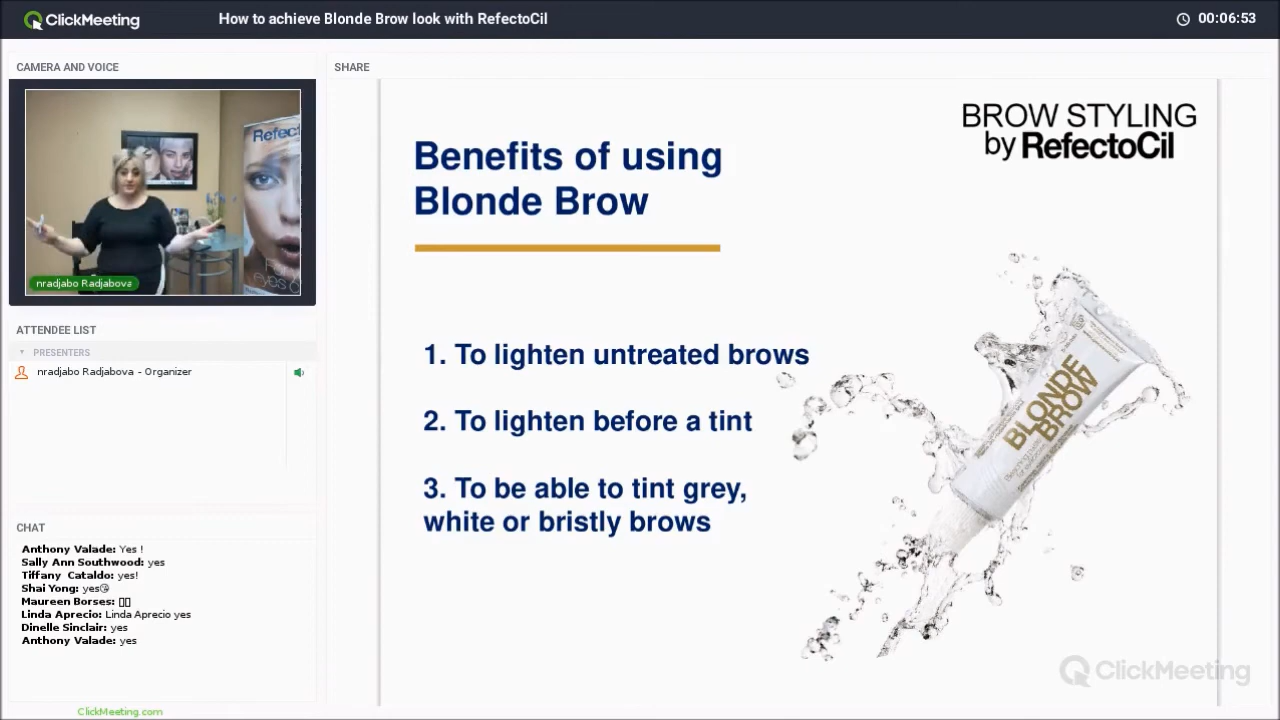 ClickMeeting
How to achieve Blonde Brow look with RefectoCil
00:06:53
CAMERA AND VOICE
SHARE
Refect
nradjabo Radjabova
ATTENDEE LIST
PRESENTERS
nradjabo Radjabova - Organizer
CHAT
Anthony Valade: Yes !
Sally Ann Southwood: yes
Tiffany Cataldo: yes!
Shai Yong: yes😘
Maureen Borses:
Linda Aprecio: Linda Aprecio yes
Dinelle Sinclair: yes
Anthony Valade: yes
ClickMeeting.com
BROW STYLING
by RefectoCil
Benefits of using
Blonde Brow
1. To lighten untreated brows
2. To lighten before a tint
3. To be able to tint grey,
white or bristly brows
BLONDE
BROW
ClickMeeting